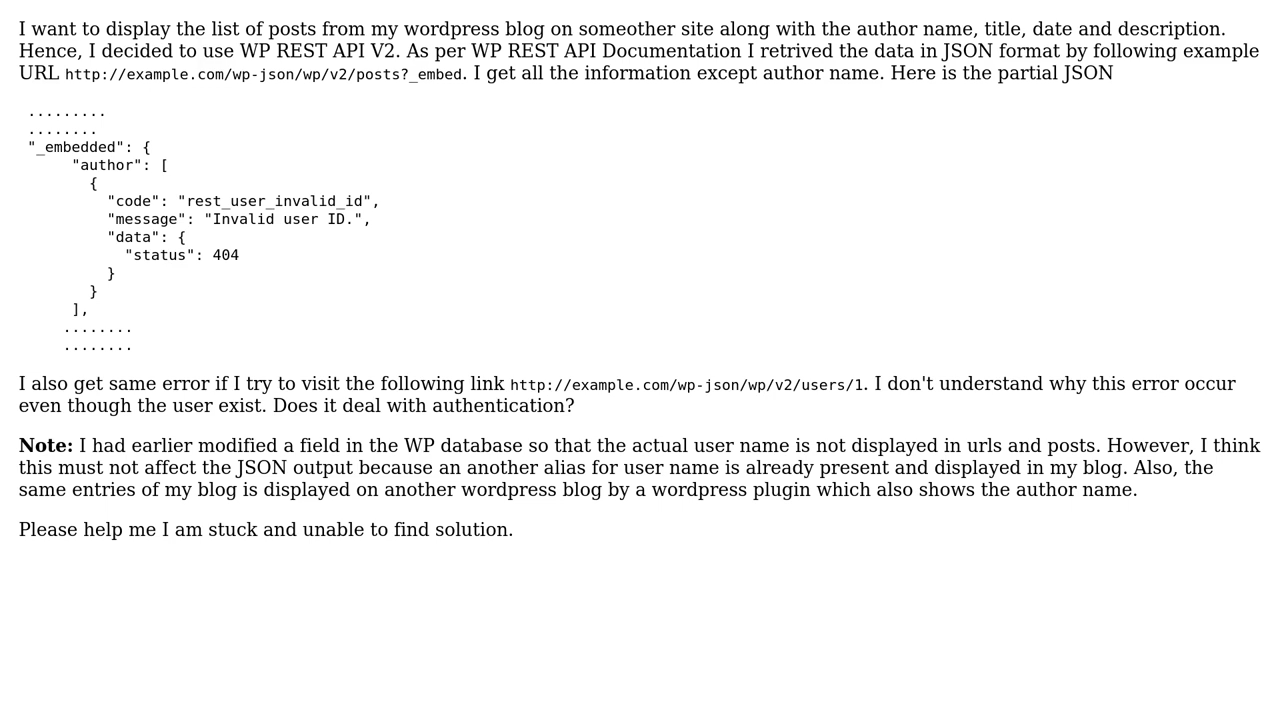 I want to display the list of posts from my wordpress blog on someother site along with the author name, title, date and description.
Hence, I decided to use WP REST API V2. As per WP REST API Documentation I retrived the data in JSON format by following example
URL http://example.com/wp-json/wp/v2/posts?_embed. I get all the information except author name. Here is the partial JSON
.........
........
"_embedded": {
"author": [
{
"code": "rest_user_invalid_id",
"message": "Invalid user ID.",
"data": {
"status": 404
}
}
],
........
........
I also get same error if I try to visit the following link http://example.com/wp-json/wp/v2/users/1. I don't understand why this error occur
even though the user exist. Does it deal with authentication?
Note: I had earlier modified a field in the WP database so that the actual user name is not displayed in urls and posts. However, I think
this must not affect the JSON output because an another alias for user name is already present and displayed in my blog. Also, the
same entries of my blog is displayed on another wordpress blog by a wordpress plugin which also shows the author name.
Please help me I am stuck and unable to find solution.